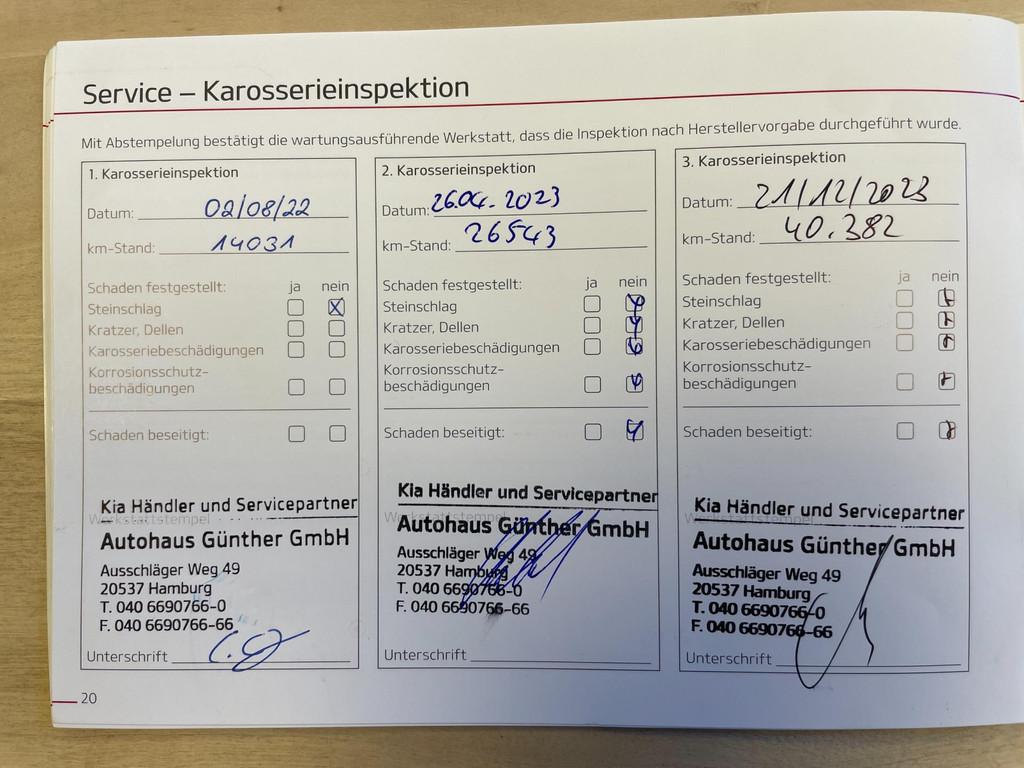 Service – Karosserieinspektion
Mit Abstempelung bestätigt die wartungsausführende Werkstatt, dass die Inspektion nach Herstellervorgabe durchgeführt wurde.
1. Karosserieinspektion
Datum: 02/08/22
km-Stand: 14031
Schaden festgestellt: ja nein
Steinschlag
Kratzer, Dellen
Karosseriebeschädigungen
Korrosionsschutz-
beschädigungen
Schaden beseitigt:
Werkstattstempel
Kia Händler und Servicepartner
Autohaus Günther GmbH
Ausschläger Weg 49
20537 Hamburg
T. 040 6690766-0
F. 040 6690766-66
Unterschrift
2. Karosserieinspektion
Datum: 26.04. 2023
km-Stand: 26543
Schaden festgestellt: ja nein
Steinschlag
Kratzer, Dellen
Karosseriebeschädigungen
Korrosionsschutz-
beschädigungen
Schaden beseitigt:
Werkstattstempel
Kia Händler und Servicepartner
Autohaus Günther GmbH
Ausschläger Weg 49
20537 Hamburg
T. 040 6690766-0
F. 040 6690766-66
Unterschrift
3. Karosserieinspektion
Datum: 21/12/2023
km-Stand: 40.382
Schaden festgestellt: ja nein
Steinschlag
Kratzer, Dellen
Karosseriebeschädigungen
Korrosionsschutz-
beschädigungen
Schaden beseitigt:
Werkstattstempel
Kia Händler und Servicepartner
Autohaus Günther GmbH
Ausschläger Weg 49
20537 Hamburg
T. 040 6690766-0
F. 040 6690766-66
Unterschrift
20